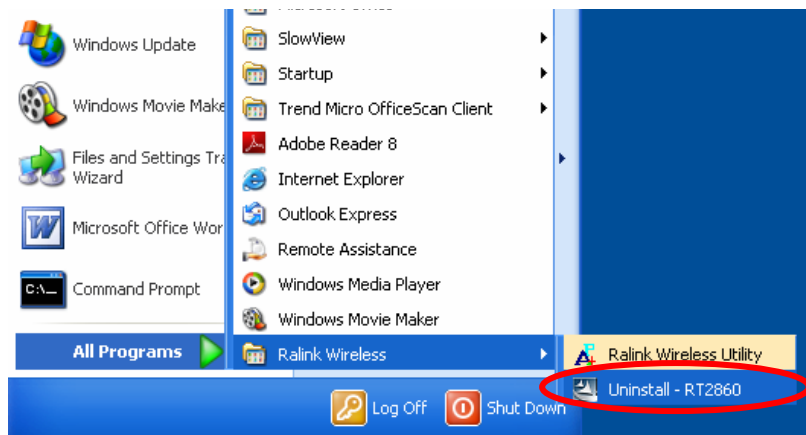 Windows Update
Windows Movie Make
Files and Settings Tra
Wizard
Microsoft Office Wor
C:\_
Command Prompt
All Programs
SlowView
Startup
Trend Micro OfficeScan Client
Adobe Reader 8
Internet Explorer
Outlook Express
Remote Assistance
Windows Media Player
Windows Movie Maker
Ralink Wireless
Ralink Wireless Utility
Uninstall - RT2860
Log Off
Shut Down